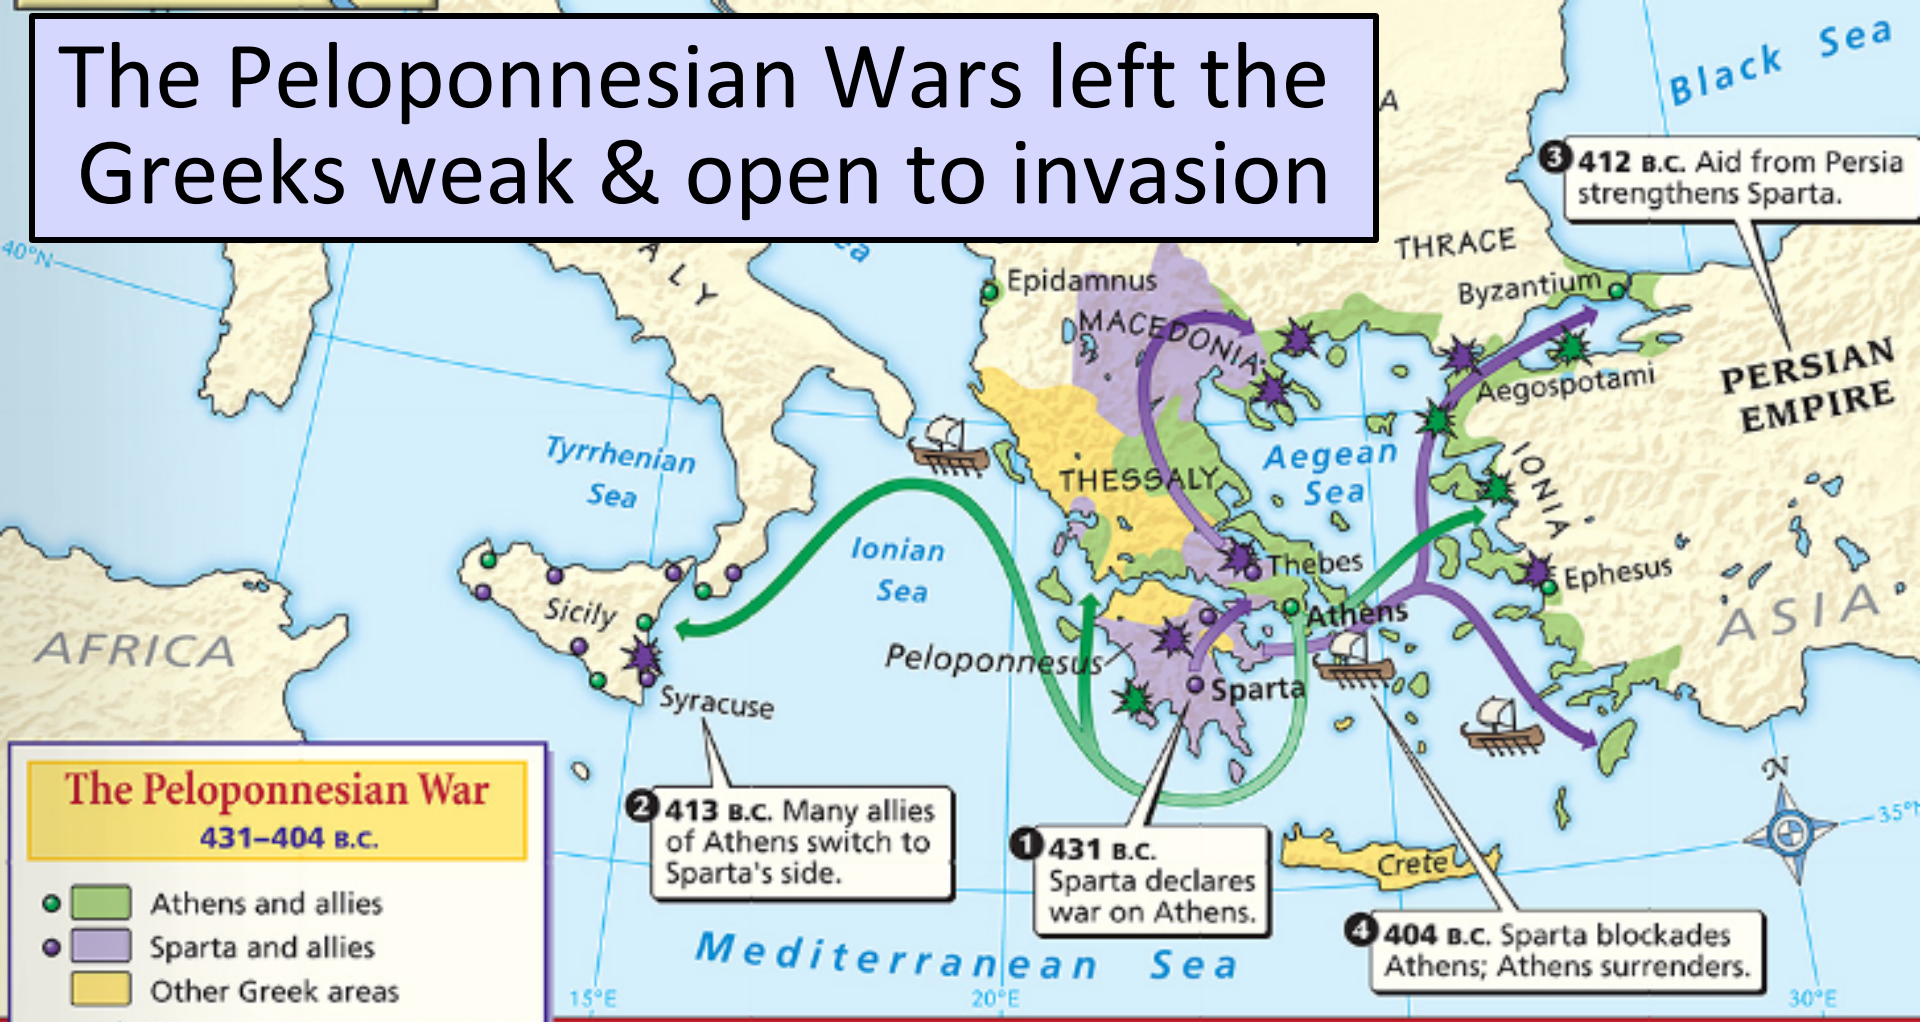 The Peloponnesian Wars left the
Greeks weak & open to invasion
Black Sea
A
3 412 B.C. Aid from Persia
strengthens Sparta.
40°N
ALY
ea
THRACE
Epidamnus
Byzantium
MACEDONIA
Aegospotami
PERSIAN
EMPIRE
Tyrrhenian
Sea
Aegean
Sea
THESSALY
IONIA
Ionian
Sea
Thebes
Ephesus
Sicily
Athens
ASIA
AFRICA
Peloponnesus
Sparta
Syracuse
N
The Peloponnesian War
431–404 B.C.
2 413 B.C. Many allies
of Athens switch to
Sparta's side.
1 431 B.C.
Sparta declares
war on Athens.
35°N
Crete
Athens and allies
Sparta and allies
Other Greek areas
4 404 B.C. Sparta blockades
Athens; Athens surrenders.
Mediterranean Sea
15°E
20°E
30°E